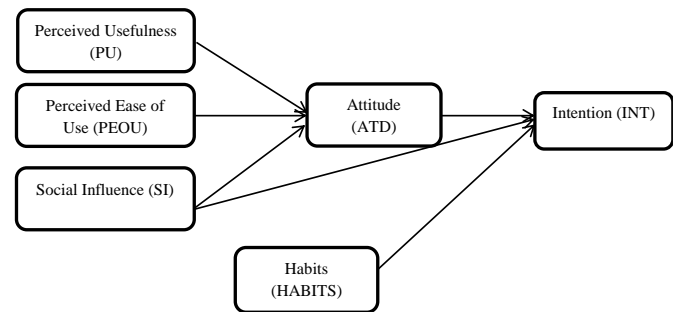 Perceived Usefulness
(PU)
Perceived Ease of
Use (PEOU)
Social Influence (SI)
Attitude
(ATD)
Intention (INT)
Habits
(HABITS)